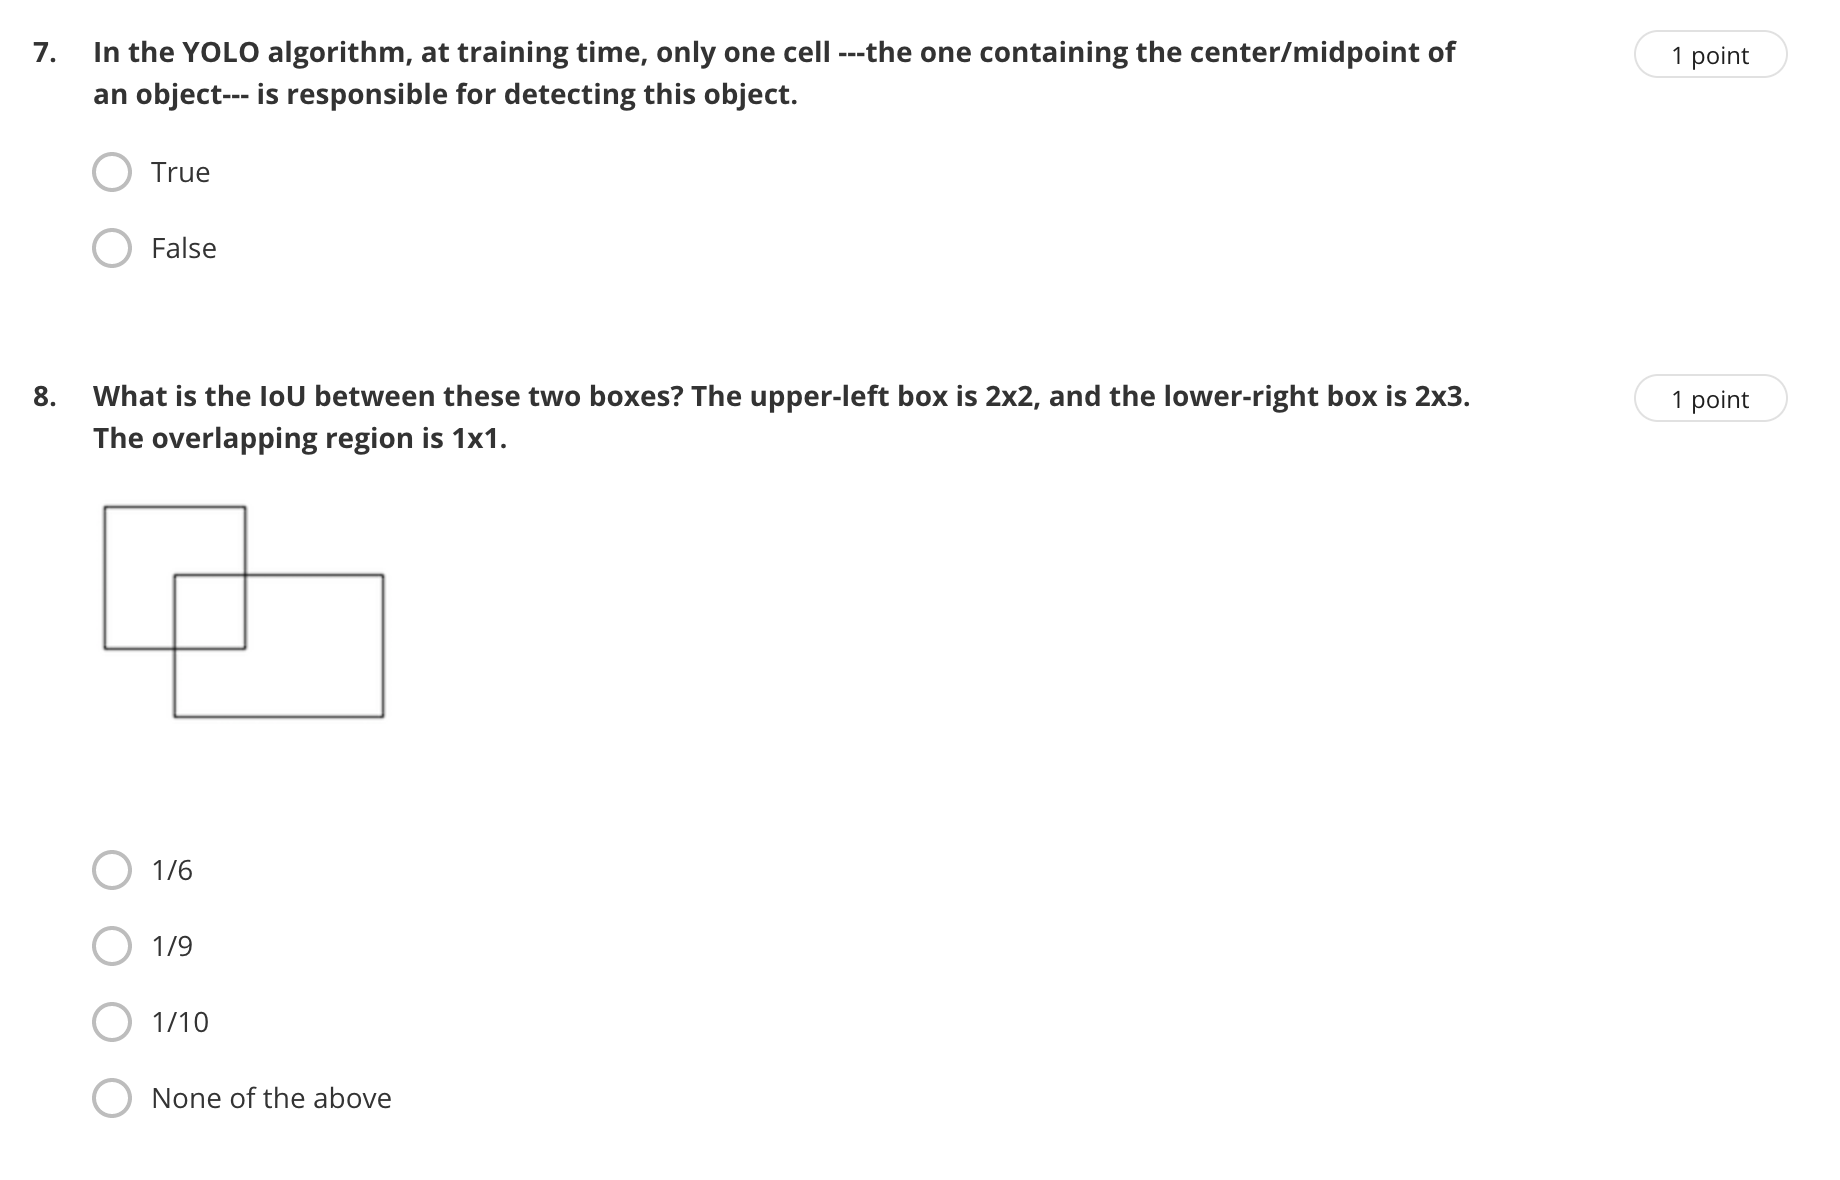 7. In the YOLO algorithm, at training time, only one cell ---the one containing the center/midpoint of
1 point
an object--- is responsible for detecting this object.
True
False
8. What is the IoU between these two boxes? The upper-left box is 2x2, and the lower-right box is 2x3.
1 point
The overlapping region is 1x1.
1/6
1/9
1/10
None of the above